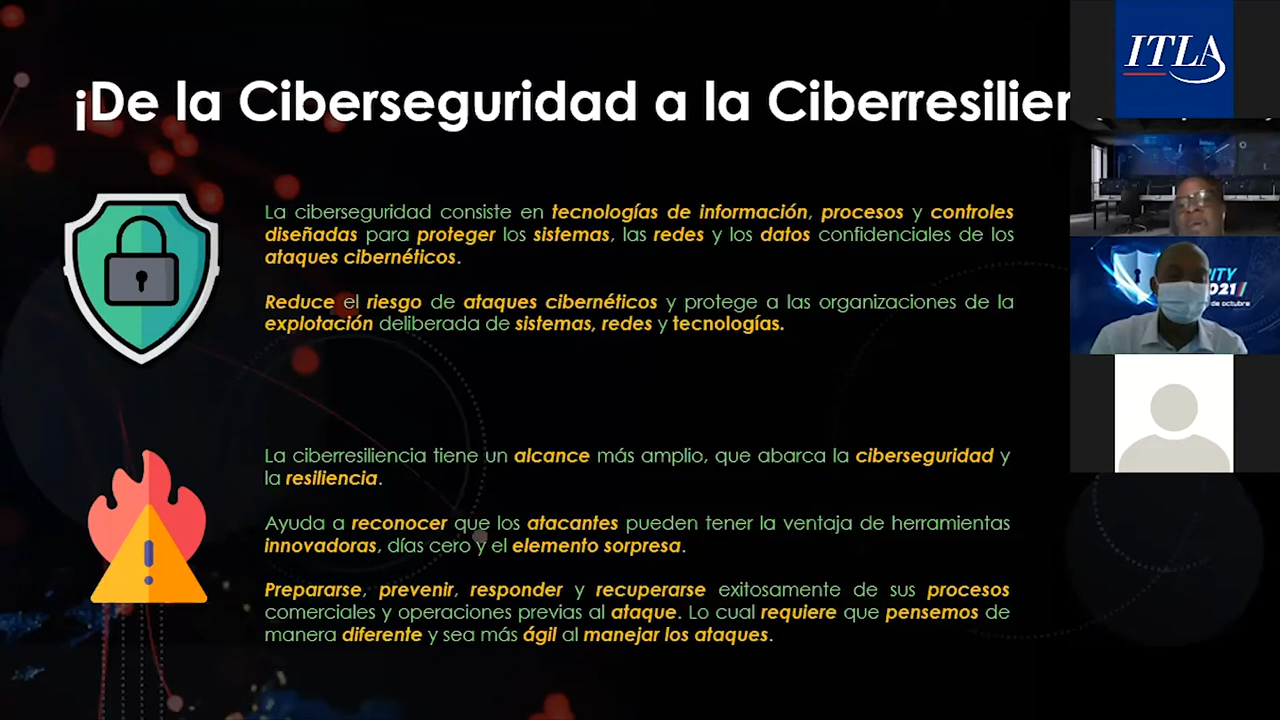 ¡De la Ciberseguridad a la Ciberresilien
ITLA
La ciberseguridad consiste en tecnologías de información, procesos y controles
diseñadas para proteger los sistemas, las redes y los datos confidenciales de los
ataques cibernéticos.
Reduce el riesgo de ataques cibernéticos y protege a las organizaciones de la
explotación deliberada de sistemas, redes y tecnologías.
RITY
2021
de octubre
La ciberresiliencia tiene un alcance más amplio, que abarca la ciberseguridad y
la resiliencia.
Ayuda a reconocer que los atacantes pueden tener la ventaja de herramientas
innovadoras, días cero y el elemento sorpresa.
Prepararse, prevenir, responder y recuperarse exitosamente de sus procesos
comerciales y operaciones previas al ataque. Lo cual requiere que pensemos de
manera diferente y sea más ágil al manejar los ataques.